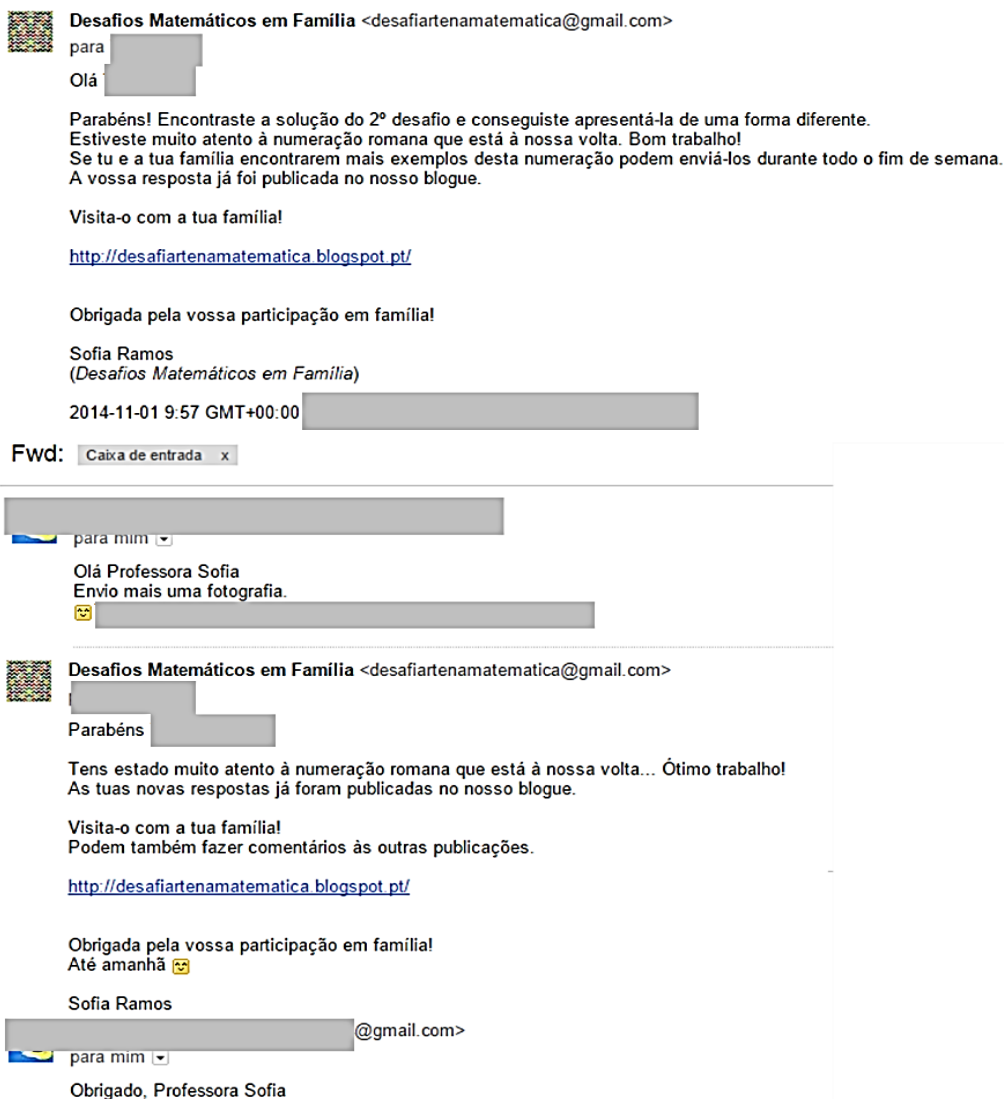 Desafios Matemáticos em Família <desafiartenamatematica@gmail.com>
para
Olá
Parabéns! Encontraste a solução do 2º desafio e conseguiste apresentá-la de uma forma diferente.
Estiveste muito atento à numeração romana que está à nossa volta. Bom trabalho!
Se tu e a tua família encontrarem mais exemplos desta numeração podem enviá-los durante todo o fim de semana.
A vossa resposta já foi publicada no nosso blogue.
Visita-o com a tua família!
http://desafiartenamatematica.blogspot.pt/
Obrigada pela vossa participação em família!
Sofia Ramos
(Desafios Matemáticos em Família)
2014-11-01 9:57 GMT+00:00
Fwd: Caixa de entrada x
para mim
Olá Professora Sofia
Envio mais uma fotografia.
Desafios Matemáticos em Família <desafiartenamatematica@gmail.com>
Parabéns
Tens estado muito atento à numeração romana que está à nossa volta... Ótimo trabalho!
As tuas novas respostas já foram publicadas no nosso blogue.
Visita-o com a tua família!
Podem também fazer comentários às outras publicações.
http://desafiartenamatematica.blogspot.pt/
Obrigada pela vossa participação em família!
Até amanhã
Sofia Ramos
@gmail.com>
para mim
Obrigado, Professora Sofia